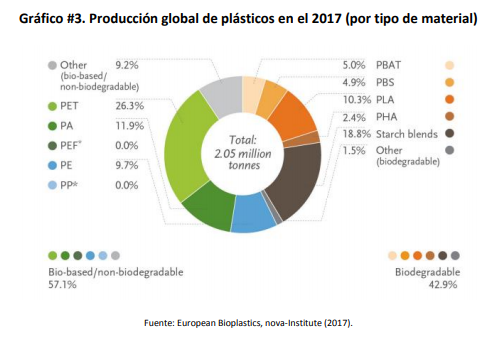 Gráfico #3. Producción global de plásticos en el 2017 (por tipo de material)
Other 9.2%
(bio-based/
non-biodegradable)
PET 26.3%
PA 11.9%
PEF* 0.0%
PE 9.7%
PP* 0.0%
Total:
2.05 million
tonnes
5.0% PBAT
4.9% PBS
10.3% PLA
2.4% PHA
18.8% Starch blends
1.5% Other
(biodegradable)
Bio-based/non-biodegradable
57.1%
Biodegradable
42.9%
Fuente: European Bioplastics, nova-Institute (2017).